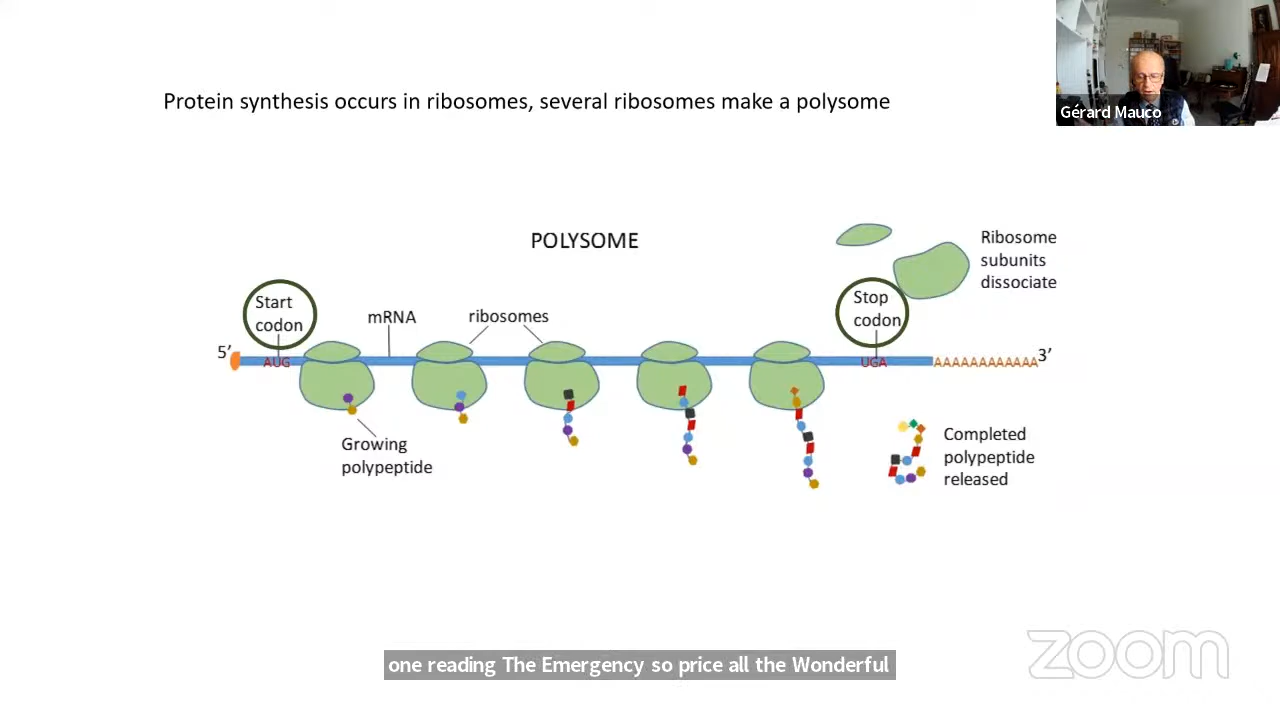 Protein synthesis occurs in ribosomes, several ribosomes make a polysome
Gérard Mauco
POLYSOME
Ribosome
subunits
dissociate
Start
codon
mRNA
ribosomes
Stop
codon
5’
AUG
UGA
AAAAAAAAAAAA
3’
Growing
polypeptide
Completed
polypeptide
released
one reading The Emergency so price all the Wonderful
zoom